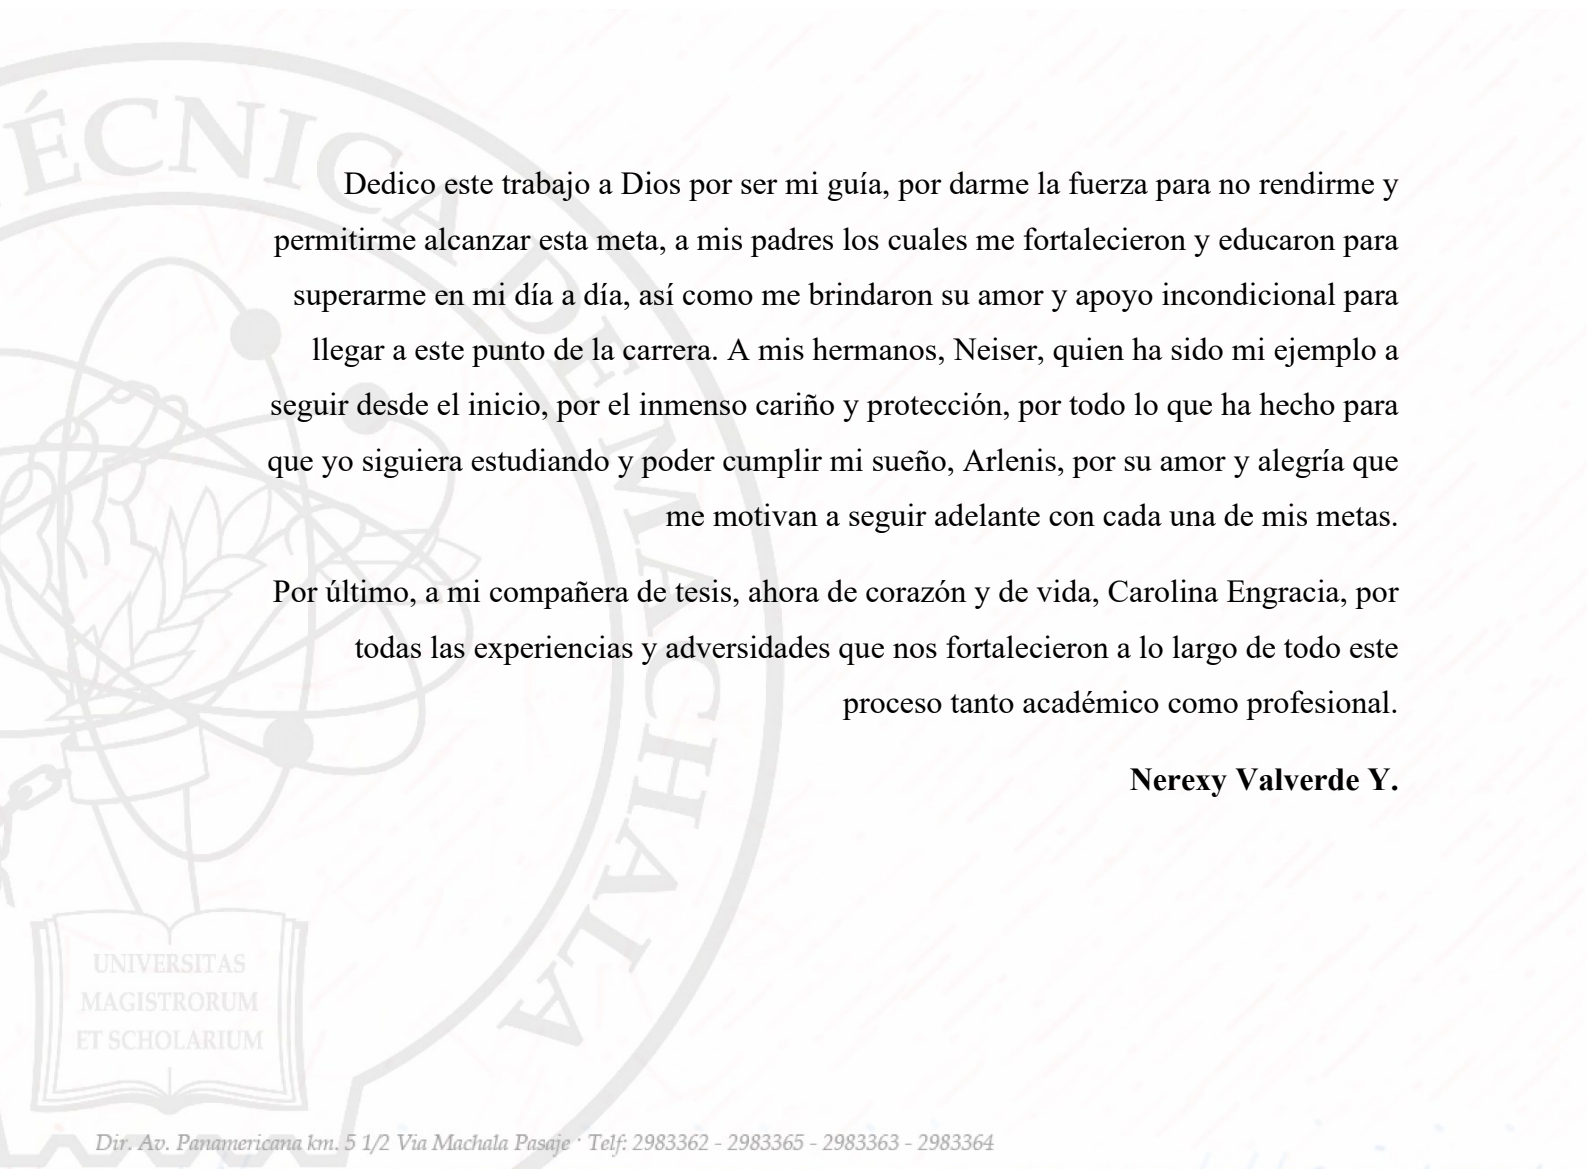 ÉCNICA DE MACHALA
Dedico este trabajo a Dios por ser mi guía, por darme la fuerza para no rendirme y
permitirme alcanzar esta meta, a mis padres los cuales me fortalecieron y educaron para
superarme en mi día a día, así como me brindaron su amor y apoyo incondicional para
llegar a este punto de la carrera. A mis hermanos, Neiser, quien ha sido mi ejemplo a
seguir desde el inicio, por el inmenso cariño y protección, por todo lo que ha hecho para
que yo siguiera estudiando y poder cumplir mi sueño, Arlenis, por su amor y alegría que
me motivan a seguir adelante con cada una de mis metas.
Por último, a mi compañera de tesis, ahora de corazón y de vida, Carolina Engracia, por
todas las experiencias y adversidades que nos fortalecieron a lo largo de todo este
proceso tanto académico como profesional.
Nerexy Valverde Y.
UNIVERSITAS
MAGISTRORUM
ET SCHOLARIUM
Dir. Av. Panamericana km. 5 1/2 Via Machala Pasaje · Telf: 2983362 - 2983365 - 2983363 - 2983364